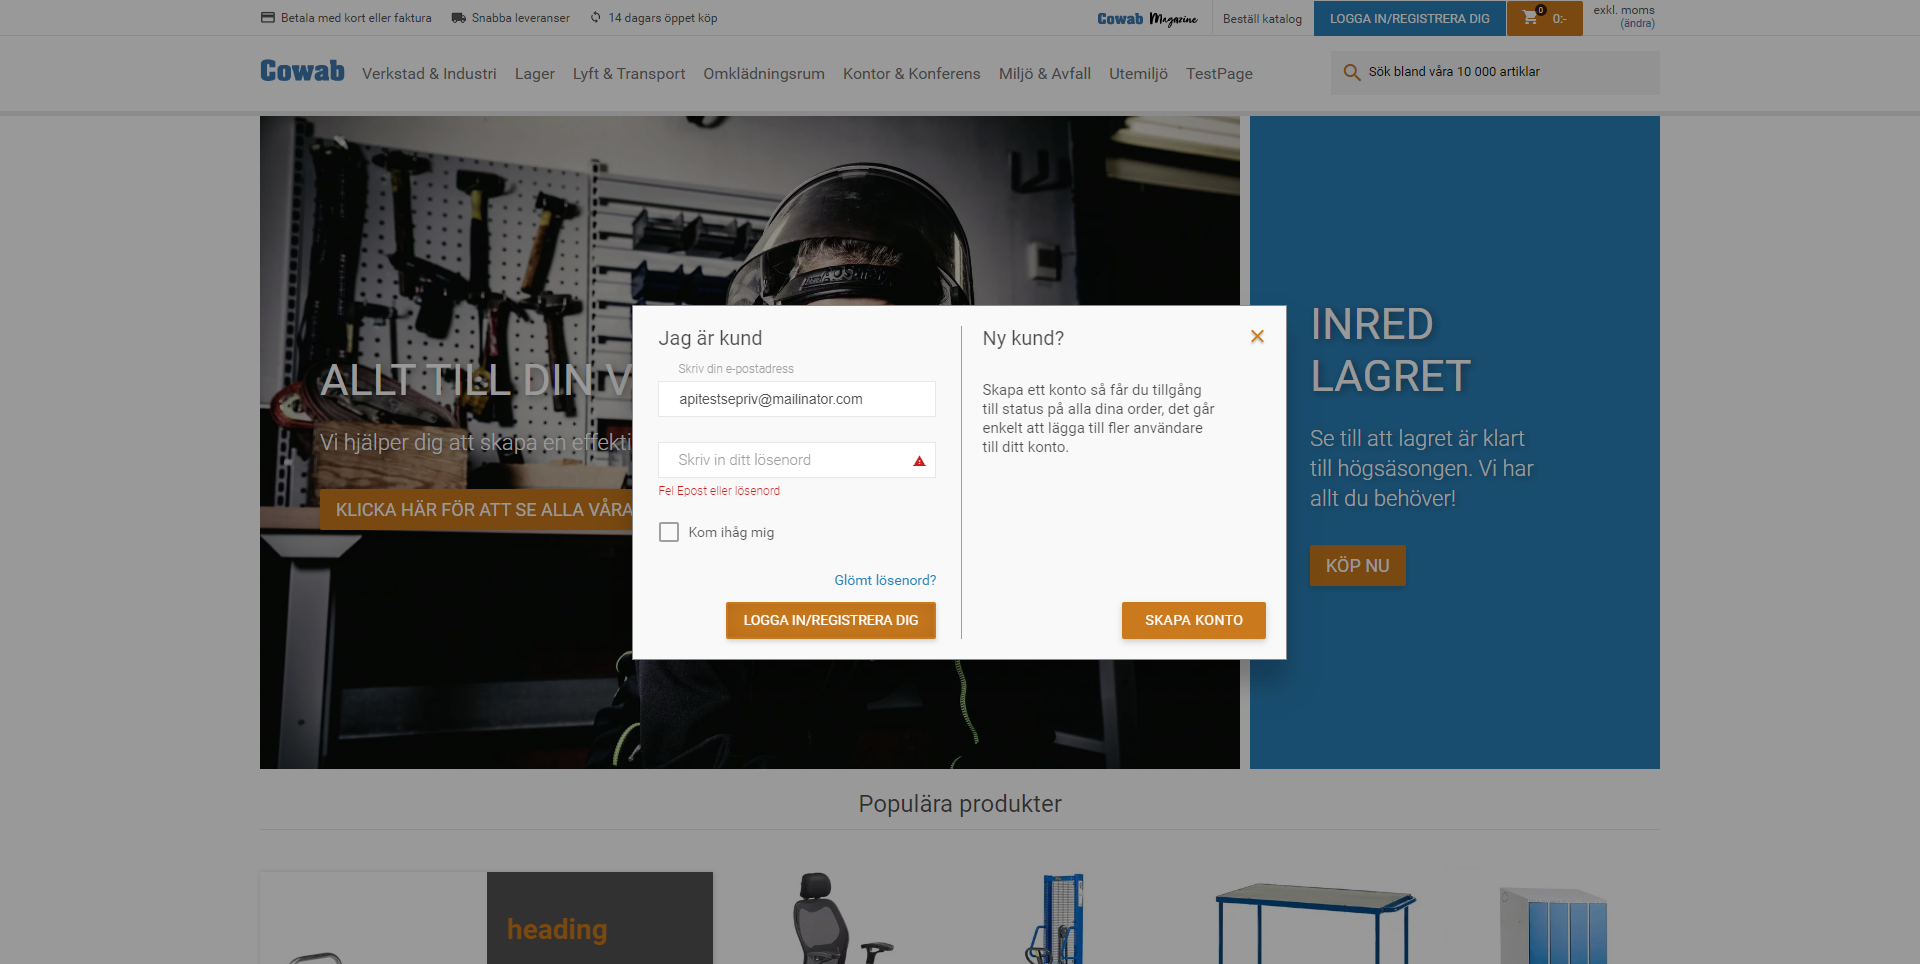 Betala med kort eller faktura
Snabba leveranser
14 dagars öppet köp
Cowab Magazine
Beställ katalog
LOGGA IN/REGISTRERA DIG
0
0:-
exkl. moms
(ändra)
Cowab
Verkstad & Industri
Lager
Lyft & Transport
Omklädningsrum
Kontor & Konferens
Miljö & Avfall
Utemiljö
TestPage
Sök bland våra 10 000 artiklar
ALLT TILL DIN V
Vi hjälper dig att skapa en effekti
KLICKA HÄR FÖR ATT SE ALLA VÅRA
Jag är kund
Skriv din e-postadress
apitestsepriv@mailinator.com
Skriv in ditt lösenord
Fel Epost eller lösenord
Kom ihåg mig
Glömt lösenord?
LOGGA IN/REGISTRERA DIG
Ny kund?
Skapa ett konto så får du tillgång
till status på alla dina order, det går
enkelt att lägga till fler användare
till ditt konto.
SKAPA KONTO
INRED
LAGRET
Se till att lagret är klart
till högsäsongen. Vi har
allt du behöver!
KÖP NU
Populära produkter
heading